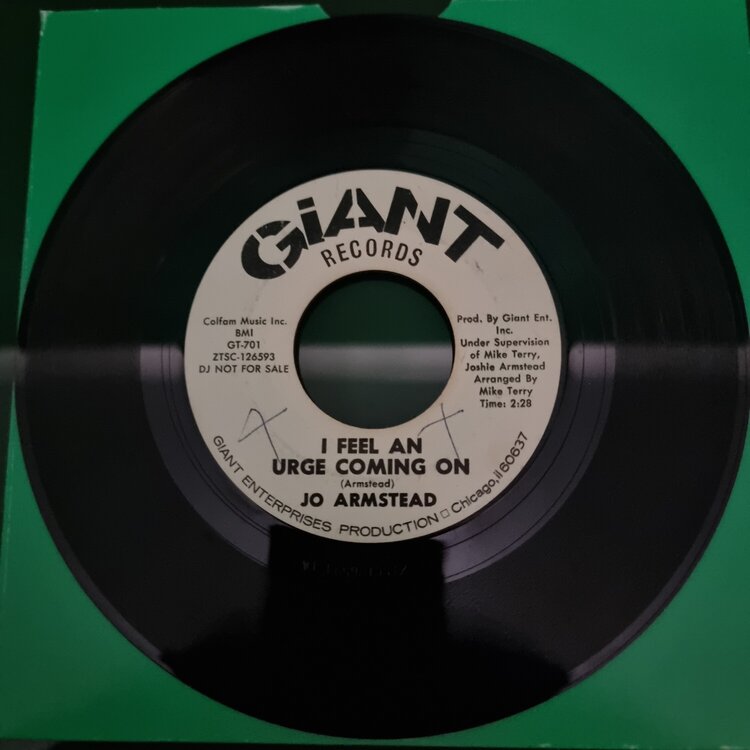 GiANT
RECORDS
Colfam Music Inc.
BMI
GT-701
ZTSC-126593
DJ NOT FOR SALE
Prod. By Giant Ent.
Inc.
Under Supervision
of Mike Terry,
Joshie Armstead
Arranged By
Mike Terry
Time: 2:28
I FEEL AN
URGE COMING ON
(Armstead)
JO ARMSTEAD
GIANT ENTERPRISES PRODUCTION □ Chicago, il 60637